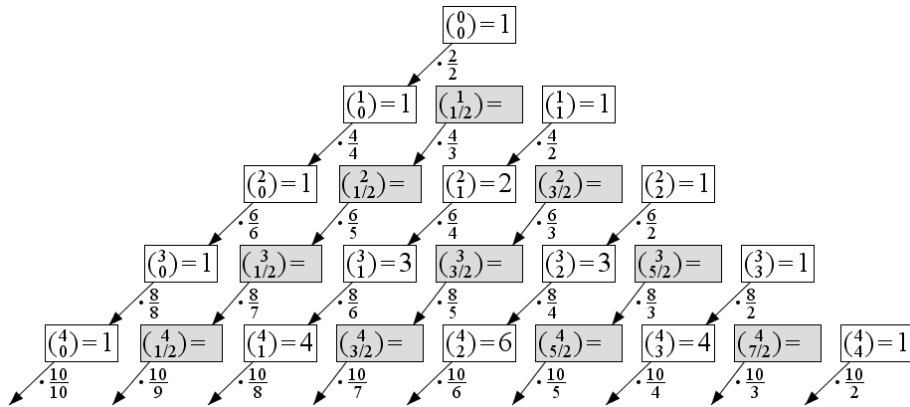 (0 0) = 1
· 2/2
(1 0) = 1 (1 1/2) = (1 1) = 1
· 4/4 · 4/3 · 4/2
(2 0) = 1 (2 1/2) = (2 1) = 2 (2 3/2) = (2 2) = 1
· 6/6 · 6/5 · 6/4 · 6/3 · 6/2
(3 0) = 1 (3 1/2) = (3 1) = 3 (3 3/2) = (3 2) = 3 (3 5/2) = (3 3) = 1
· 8/8 · 8/7 · 8/6 · 8/5 · 8/4 · 8/3 · 8/2
(4 0) = 1 (4 1/2) = (4 1) = 4 (4 3/2) = (4 2) = 6 (4 5/2) = (4 3) = 4 (4 7/2) = (4 4) = 1
· 10/10 · 10/9 · 10/8 · 10/7 · 10/6 · 10/5 · 10/4 · 10/3 · 10/2